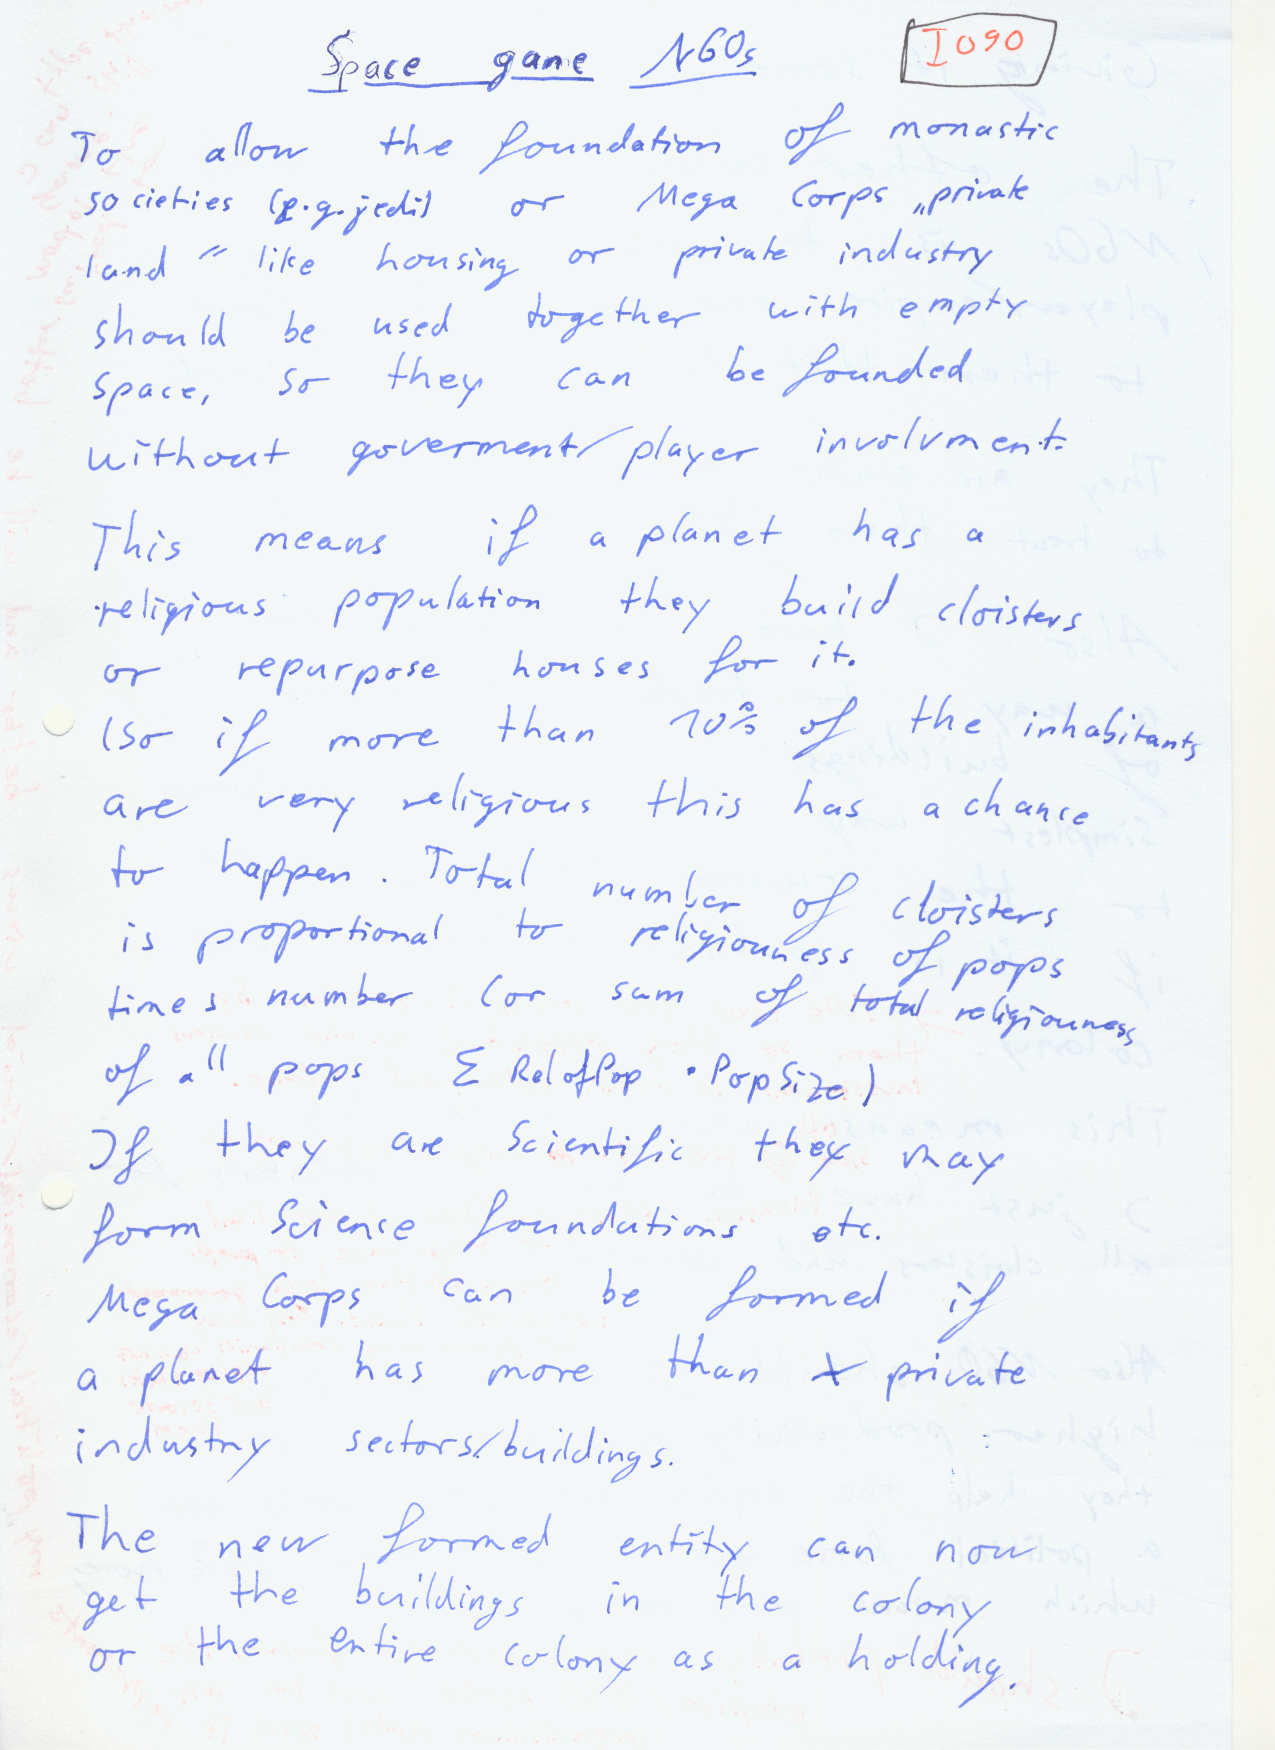 Space game NGOs
I090
To allow the foundation of monastic
societies (e.g. jedi) or Mega Corps „private
land" like housing or private industry
should be used together with empty
space, so they can be founded
without goverment/player involvment.
This means if a planet has a
religious population they build cloisters
or repurpose houses for it.
(So if more than 10% of the inhabitants
are very religious this has a chance
to happen. Total number of cloisters
is proportional to religiouness of pops
times number (or sum of total religiouness
of all pops Σ RelofPop · PopSize)
If they are Scientific they may
form Science foundations etc.
Mega Corps can be formed if
a planet has more than X private
industry sectors/buildings.
The new formed entity can now
get the buildings in the colony
or the entire colony as a holding.